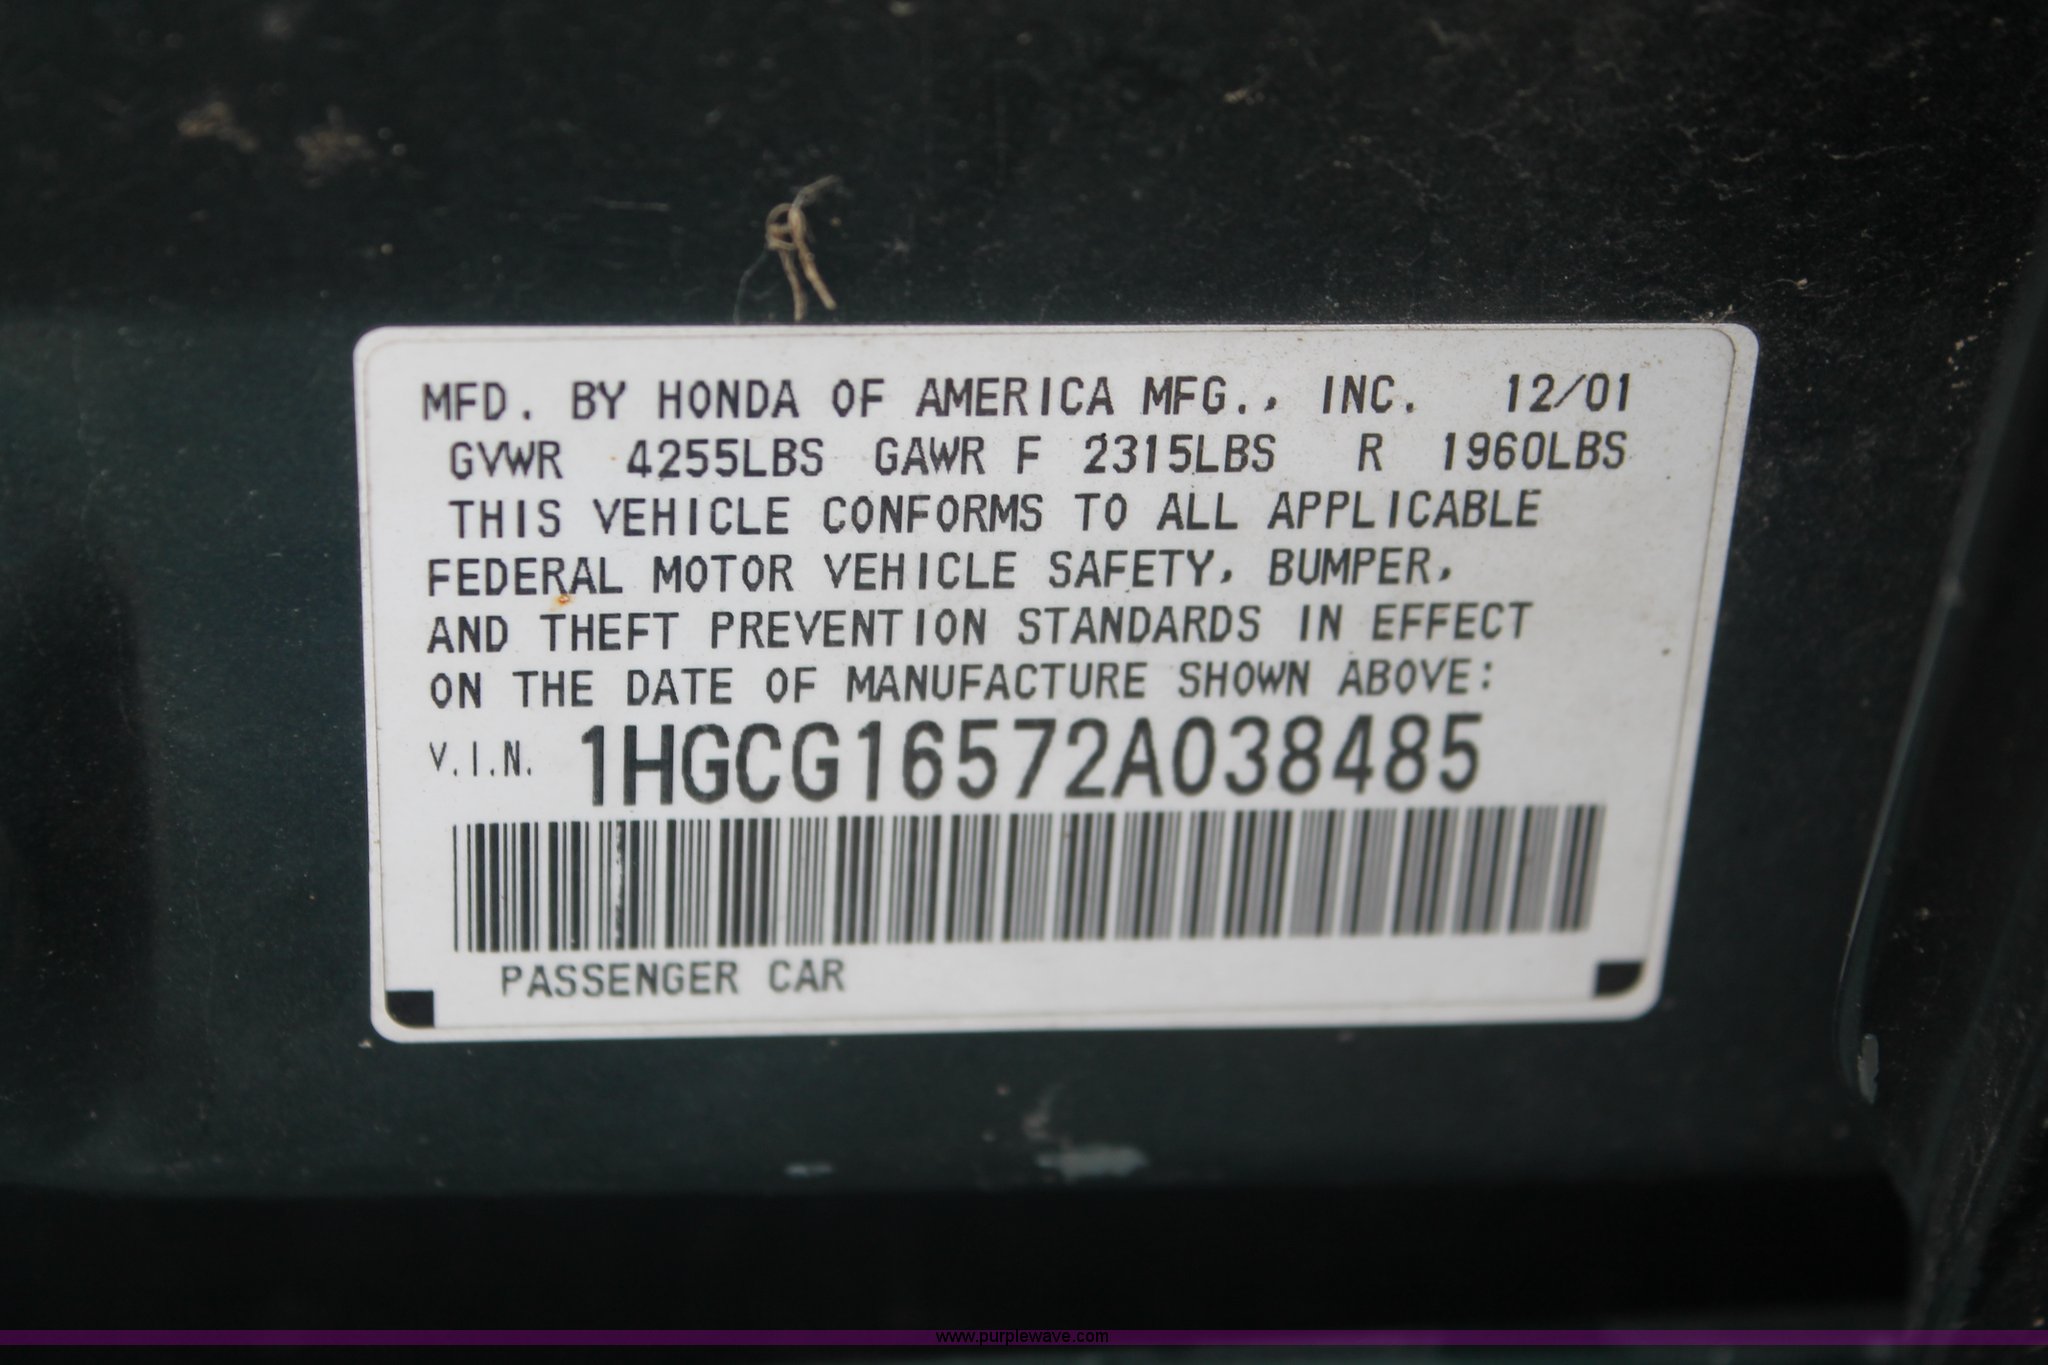 MFD. BY HONDA OF AMERICA MFG., INC. 12/01
GVWR 4255LBS GAWR F 2315LBS R 1960LBS
THIS VEHICLE CONFORMS TO ALL APPLICABLE
FEDERAL MOTOR VEHICLE SAFETY, BUMPER,
AND THEFT PREVENTION STANDARDS IN EFFECT
ON THE DATE OF MANUFACTURE SHOWN ABOVE:
V.I.N. 1HGCG16572A038485
PASSENGER CAR
www.purplewave.com